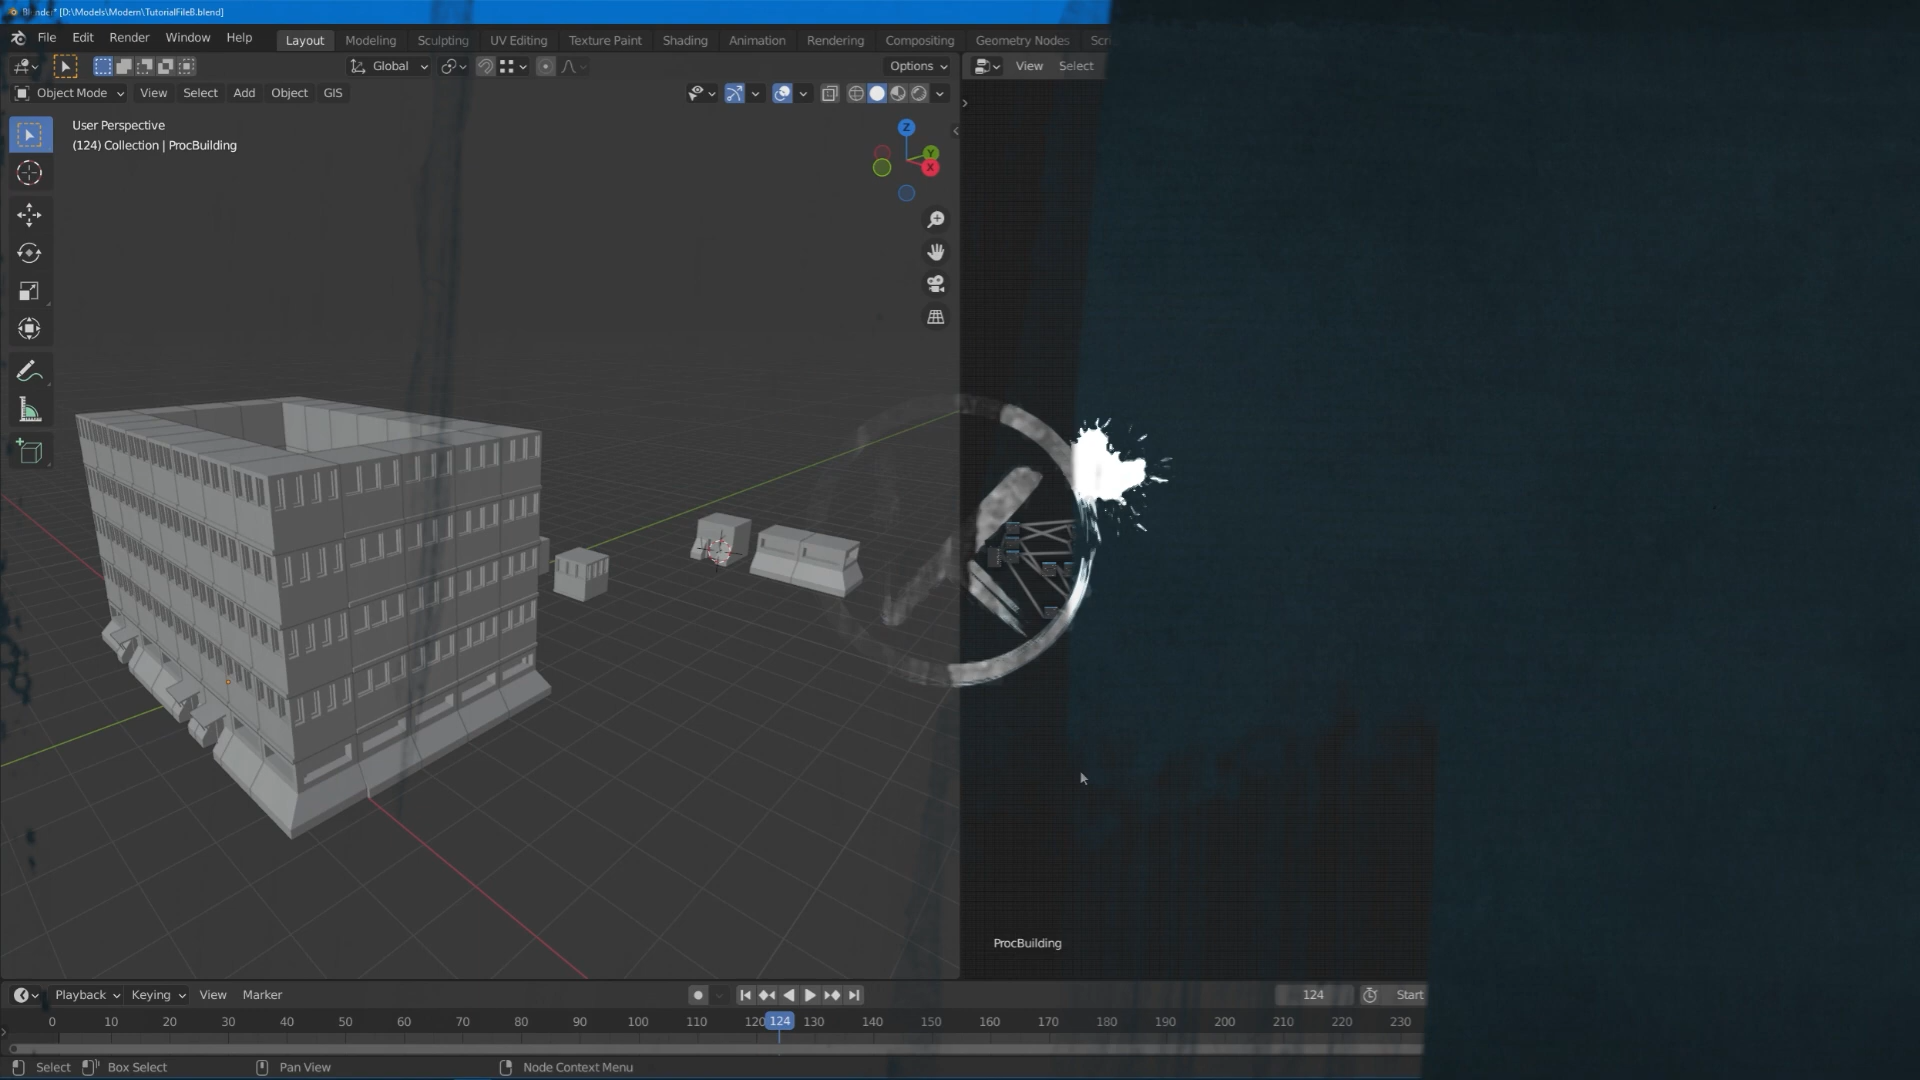 Blender* [D:\Models\Modern\TutorialFileB.blend]
File Edit Render Window Help Layout Modeling Sculpting UV Editing Texture Paint Shading Animation Rendering Compositing Geometry Nodes Scr
Global Options View Select
Object Mode View Select Add Object GIS
User Perspective
(124) Collection | ProcBuilding
Z
Y
X
ProcBuilding
Playback Keying View Marker 124 Start
0 10 20 30 40 50 60 70 80 90 100 110 120 124 130 140 150 160 170 180 190 200 210 220 230
Select Box Select Pan View Node Context Menu